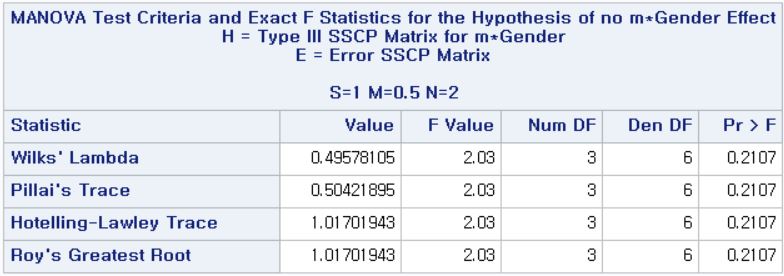 MANOVA Test Criteria and Exact F Statistics for the Hypothesis of no m*Gender Effect
H = Type III SSCP Matrix for m*Gender
E = Error SSCP Matrix
S=1 M=0.5 N=2
Statistic Value F Value Num DF Den DF Pr > F
Wilks' Lambda 0.49578105 2.03 3 6 0.2107
Pillai's Trace 0.50421895 2.03 3 6 0.2107
Hotelling-Lawley Trace 1.01701943 2.03 3 6 0.2107
Roy's Greatest Root 1.01701943 2.03 3 6 0.2107